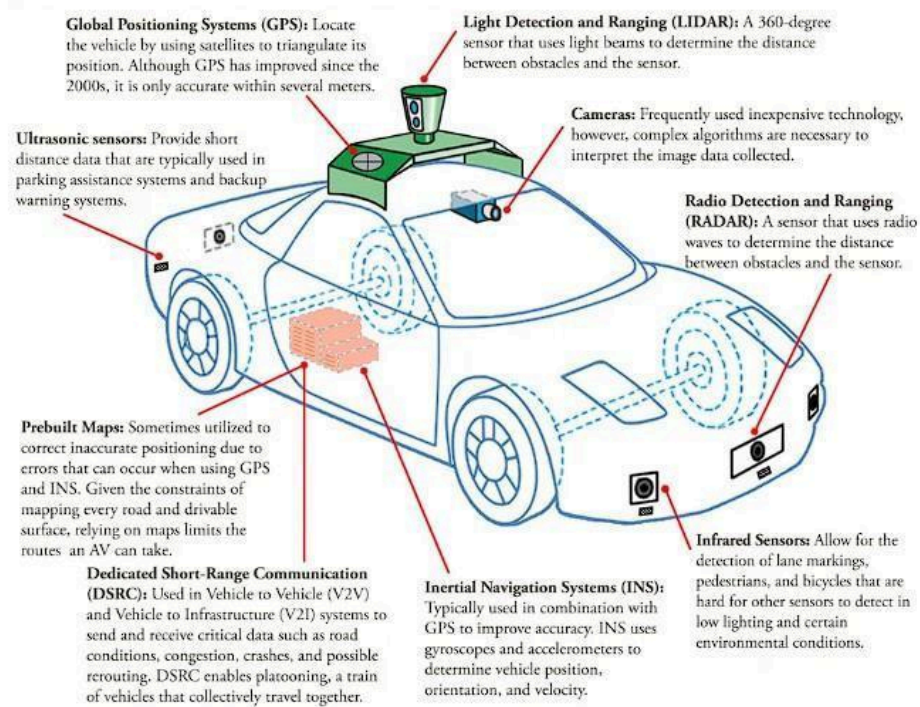 Global Positioning Systems (GPS): Locate
the vehicle by using satellites to triangulate its
position. Although GPS has improved since the
2000s, it is only accurate within several meters.
Light Detection and Ranging (LIDAR): A 360-degree
sensor that uses light beams to determine the distance
between obstacles and the sensor.
Cameras: Frequently used inexpensive technology,
however, complex algorithms are necessary to
interpret the image data collected.
Ultrasonic sensors: Provide short
distance data that are typically used in
parking assistance systems and backup
warning systems.
Radio Detection and Ranging
(RADAR): A sensor that uses radio
waves to determine the distance
between obstacles and the sensor.
Prebuilt Maps: Sometimes utilized to
correct inaccurate positioning due to
errors that can occur when using GPS
and INS. Given the constraints of
mapping every road and drivable
surface, relying on maps limits the
routes an AV can take.
Dedicated Short-Range Communication
(DSRC): Used in Vehicle to Vehicle (V2V)
and Vehicle to Infrastructure (V2I) systems to
send and receive critical data such as road
conditions, congestion, crashes, and possible
rerouting. DSRC enables platooning, a train
of vehicles that collectively travel together.
Inertial Navigation Systems (INS):
Typically used in combination with
GPS to improve accuracy. INS uses
gyroscopes and accelerometers to
determine vehicle position,
orientation, and velocity.
Infrared Sensors: Allow for the
detection of lane markings,
pedestrians, and bicycles that are
hard for other sensors to detect in
low lighting and certain
environmental conditions.